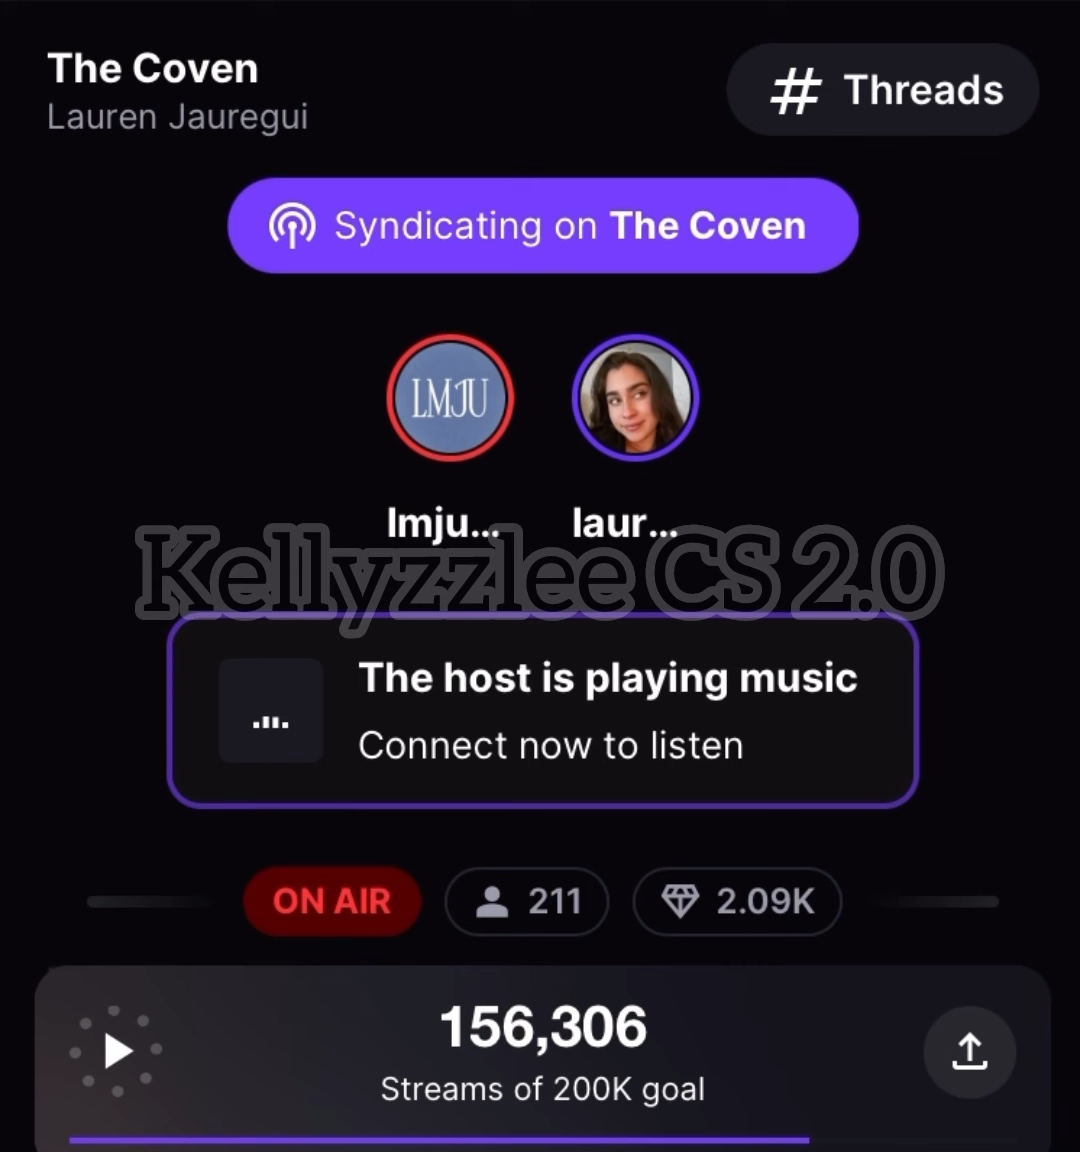 The Coven
Lauren Jauregui
# Threads
Syndicating on The Coven
LMJU
lmju...
laur...
Kellyzzlee CS 2.0
The host is playing music
Connect now to listen
ON AIR
211
2.09K
156,306
Streams of 200K goal